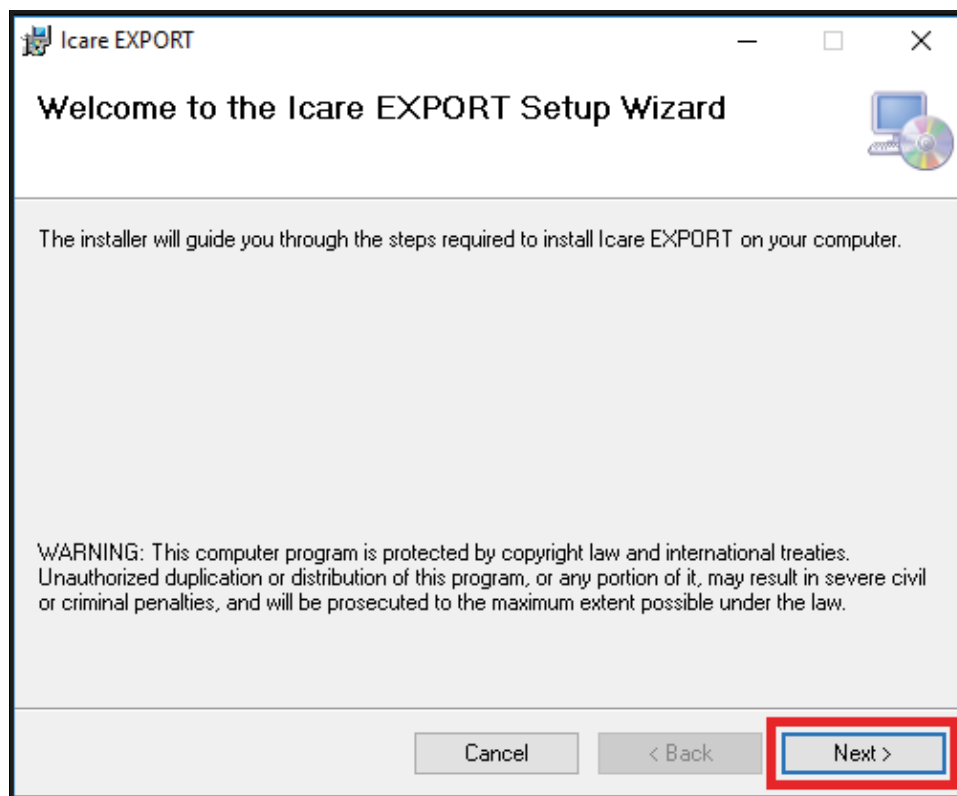 Icare EXPORT
Welcome to the Icare EXPORT Setup Wizard
The installer will guide you through the steps required to install Icare EXPORT on your computer.
WARNING: This computer program is protected by copyright law and international treaties.
Unauthorized duplication or distribution of this program, or any portion of it, may result in severe civil
or criminal penalties, and will be prosecuted to the maximum extent possible under the law.
Cancel
< Back
Next >